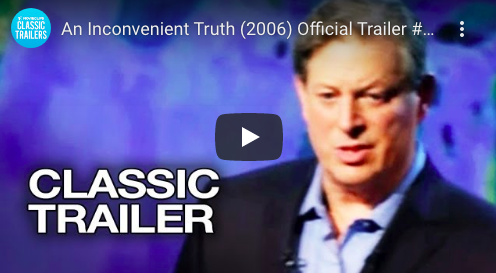 CLASSIC
TRAILERS
An Inconvenient Truth (2006) Official Trailer #...
CLASSIC
TRAILER